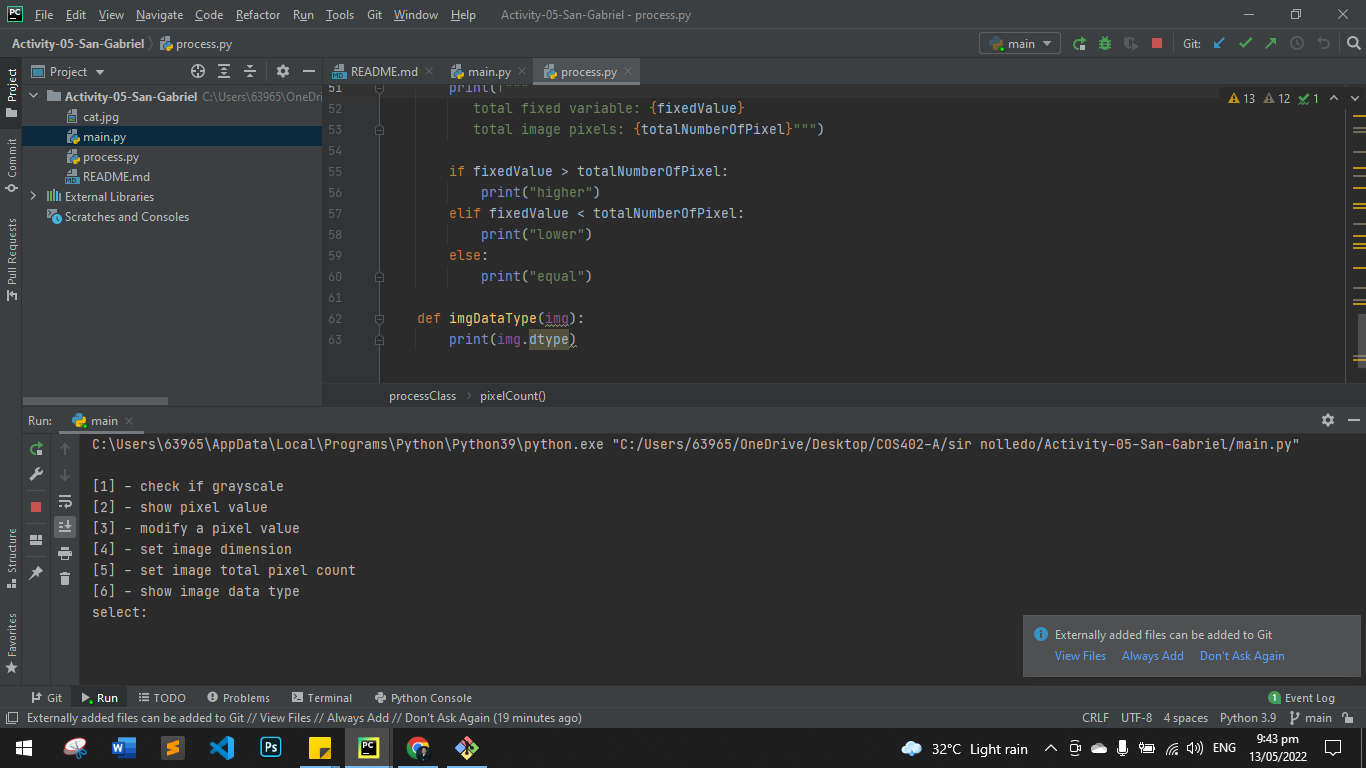 PC File Edit View Navigate Code Refactor Run Tools Git Window Help Activity-05-San-Gabriel - process.py
Activity-05-San-Gabriel process.py main Git:
Project README.md main.py process.py
Project
Commit
Pull Requests
Structure
Favorites
Activity-05-San-Gabriel C:\Users\63965\OneDri
cat.jpg
main.py
process.py
README.md
External Libraries
Scratches and Consoles
13 12 1
51 print(f"""
52 total fixed variable: {fixedValue}
53 total image pixels: {totalNumberOfPixel}""")
54
55 if fixedValue > totalNumberOfPixel:
56 print("higher")
57 elif fixedValue < totalNumberOfPixel:
58 print("lower")
59 else:
60 print("equal")
61
62 def imgDataType(img):
63 print(img.dtype)
processClass pixelCount()
Run: main
C:\Users\63965\AppData\Local\Programs\Python\Python39\python.exe "C:/Users/63965/OneDrive/Desktop/COS402-A/sir nolledo/Activity-05-San-Gabriel/main.py"
[1] - check if grayscale
[2] - show pixel value
[3] - modify a pixel value
[4] - set image dimension
[5] - set image total pixel count
[6] - show image data type
select:
Externally added files can be added to Git
View Files Always Add Don't Ask Again
Git Run TODO Problems Terminal Python Console 1 Event Log
Externally added files can be added to Git // View Files // Always Add // Don't Ask Again (19 minutes ago) CRLF UTF-8 4 spaces Python 3.9 main
W Ps PC 32°C Light rain ENG 9:43 pm
13/05/2022